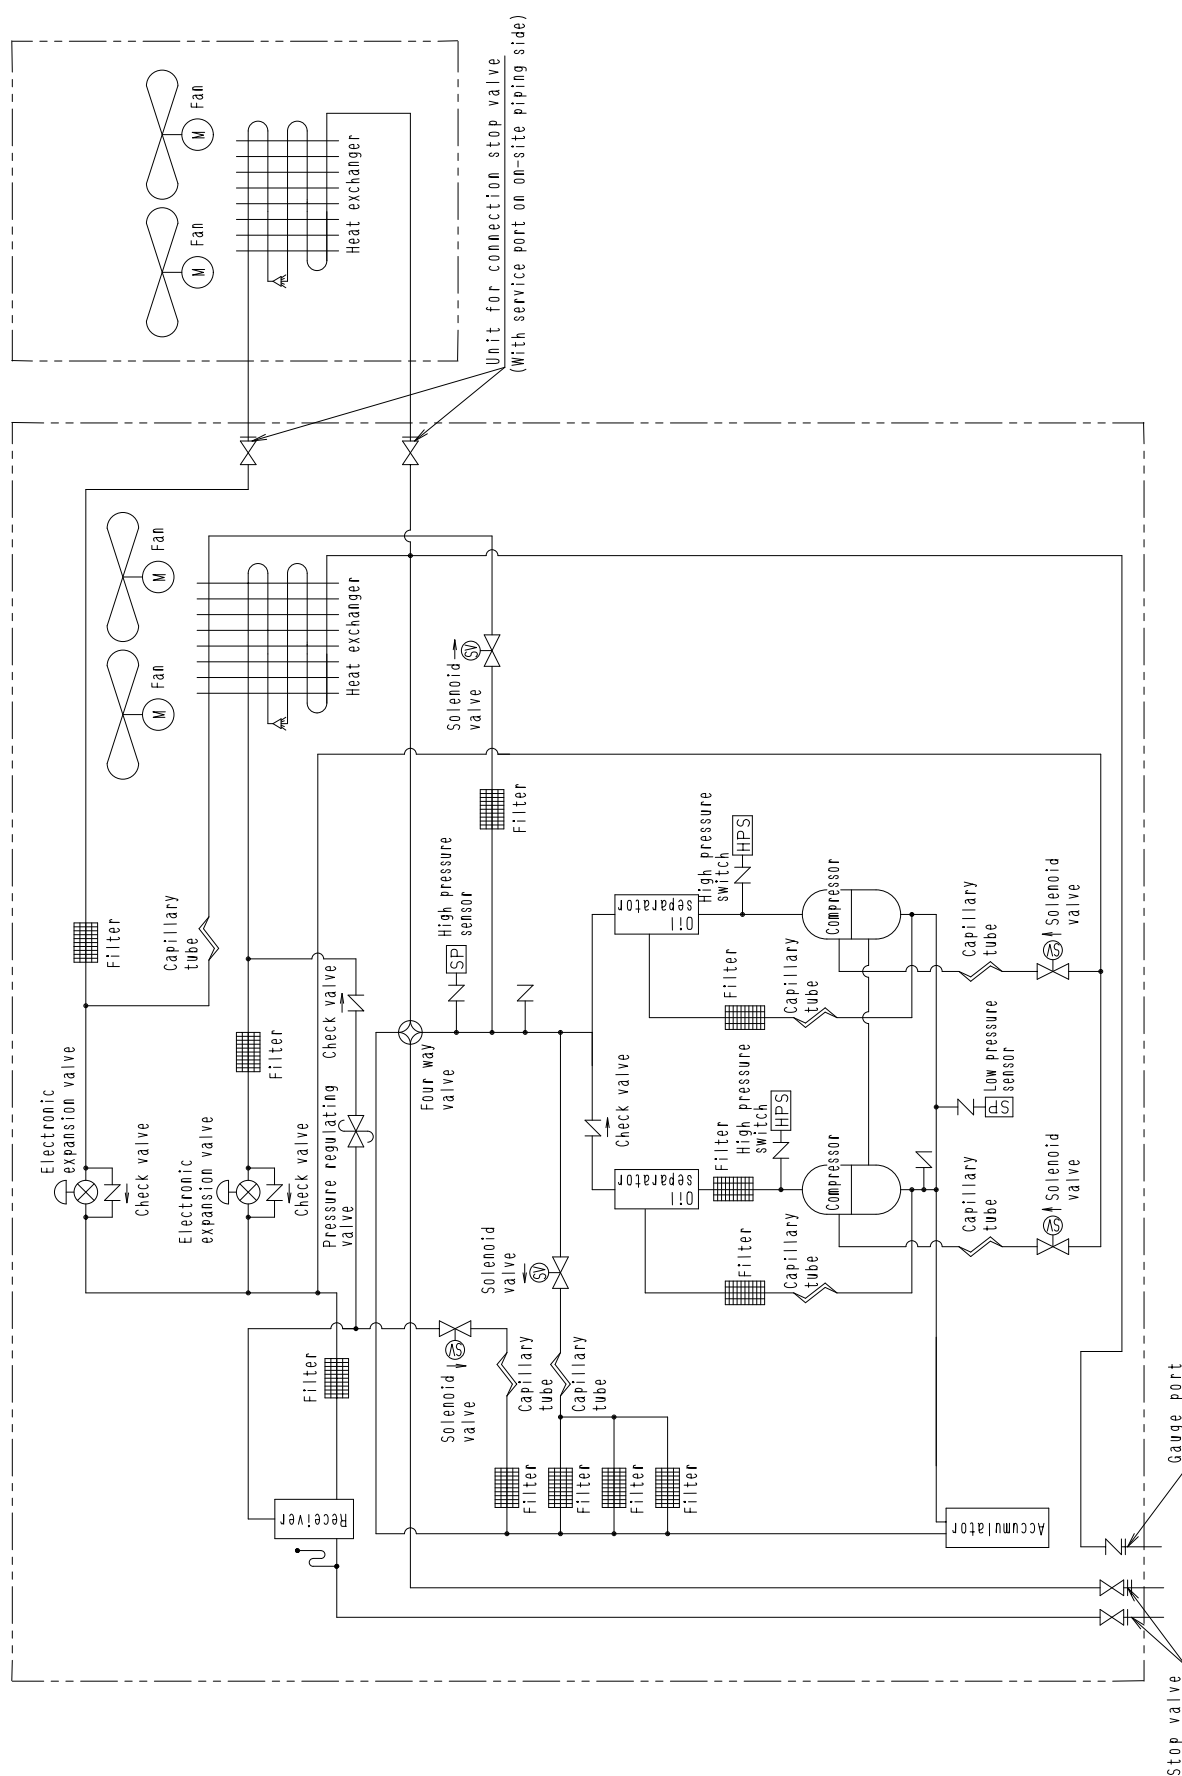 M
Fan
M
Fan
Heat exchanger
Unit for connection stop valve
(With service port on on-site piping side)
M
Fan
M
Fan
Heat exchanger
Solenoid
valve
SV
Filter
Filter
Capillary
tube
High pressure
sensor
SP
Oil
separator
High pressure
switch
HPS
Compressor
Capillary
tube
Solenoid
valve
SV
Electronic
expansion valve
Check valve
Filter
Check valve
Four way
valve
Filter
Capillary
tube
Electronic
expansion valve
Check valve
Pressure regulating
valve
Check valve
Oil
separator
Filter
High pressure
switch
HPS
Compressor
Low pressure
sensor
SP
Capillary
tube
Solenoid
valve
SV
Filter
Capillary
tube
Solenoid
valve
SV
Filter
Solenoid
valve
SV
Capillary
tube
Capillary
tube
Receiver
Filter
Filter
Filter
Filter
Accumulator
Gauge port
Stop valve